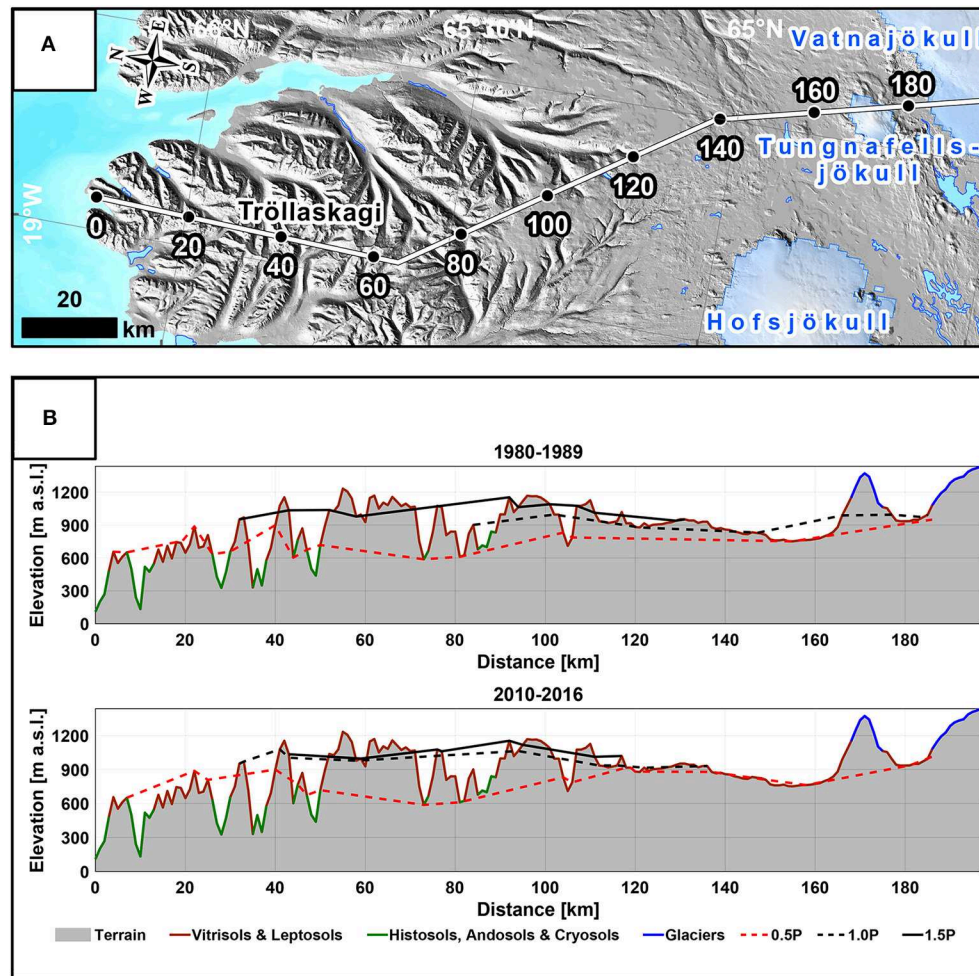 A
N
E
S
W
66°N
65°10'N
65°N
19°W
Vatnajökull
Tungnafells-
jökull
Hofsjökull
Tröllaskagi
0
20
40
60
80
100
120
140
160
180
20
km
B
1980-1989
Elevation [m a.s.l.]
1200
900
600
300
0
0 20 40 60 80 100 120 140 160 180
Distance [km]
2010-2016
Elevation [m a.s.l.]
1200
900
600
300
0
0 20 40 60 80 100 120 140 160 180
Distance [km]
Terrain Vitrisols & Leptosols Histosols, Andosols & Cryosols Glaciers 0.5P 1.0P 1.5P